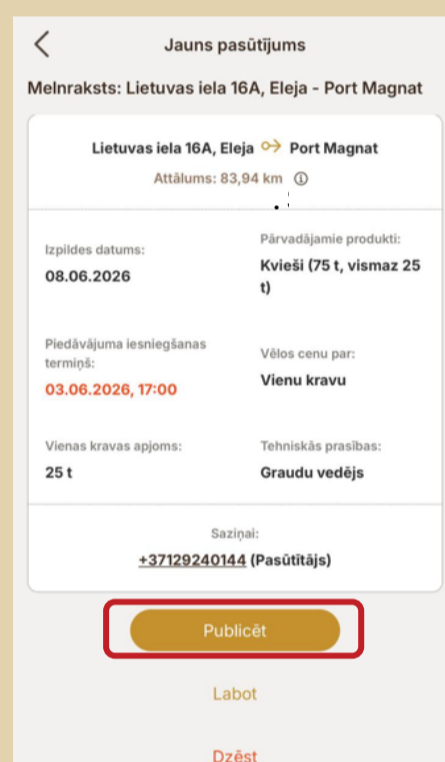 Jauns pasūtījums
Melnraksts: Lietuvas iela 16A, Eleja - Port Magnat
Lietuvas iela 16A, Eleja Port Magnat
Attālums: 83,94 km
Izpildes datums:
08.06.2026
Pārvadājamie produkti:
Kvieši (75 t, vismaz 25
t)
Piedāvājuma iesniegšanas
termiņš:
03.06.2026, 17:00
Vēlos cenu par:
Vienu kravu
Vienas kravas apjoms:
25 t
Tehniskās prasības:
Graudu vedējs
Saziņai:
+37129240144 (Pasūtītājs)
Publicēt
Labot
Dzēst